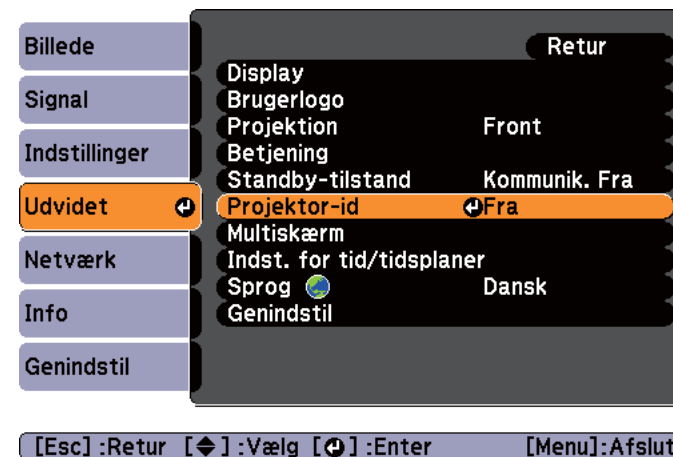 Billede
Signal
Indstillinger
Udvidet
Netværk
Info
Genindstil
Retur
Display
Brugerlogo
Projektion Front
Betjening
Standby-tilstand Kommunik. Fra
Projektor-id Fra
Multiskærm
Indst. for tid/tidsplaner
Sprog Dansk
Genindstil
[Esc] :Retur [◆] :Vælg [⏎] :Enter [Menu]:Afslut